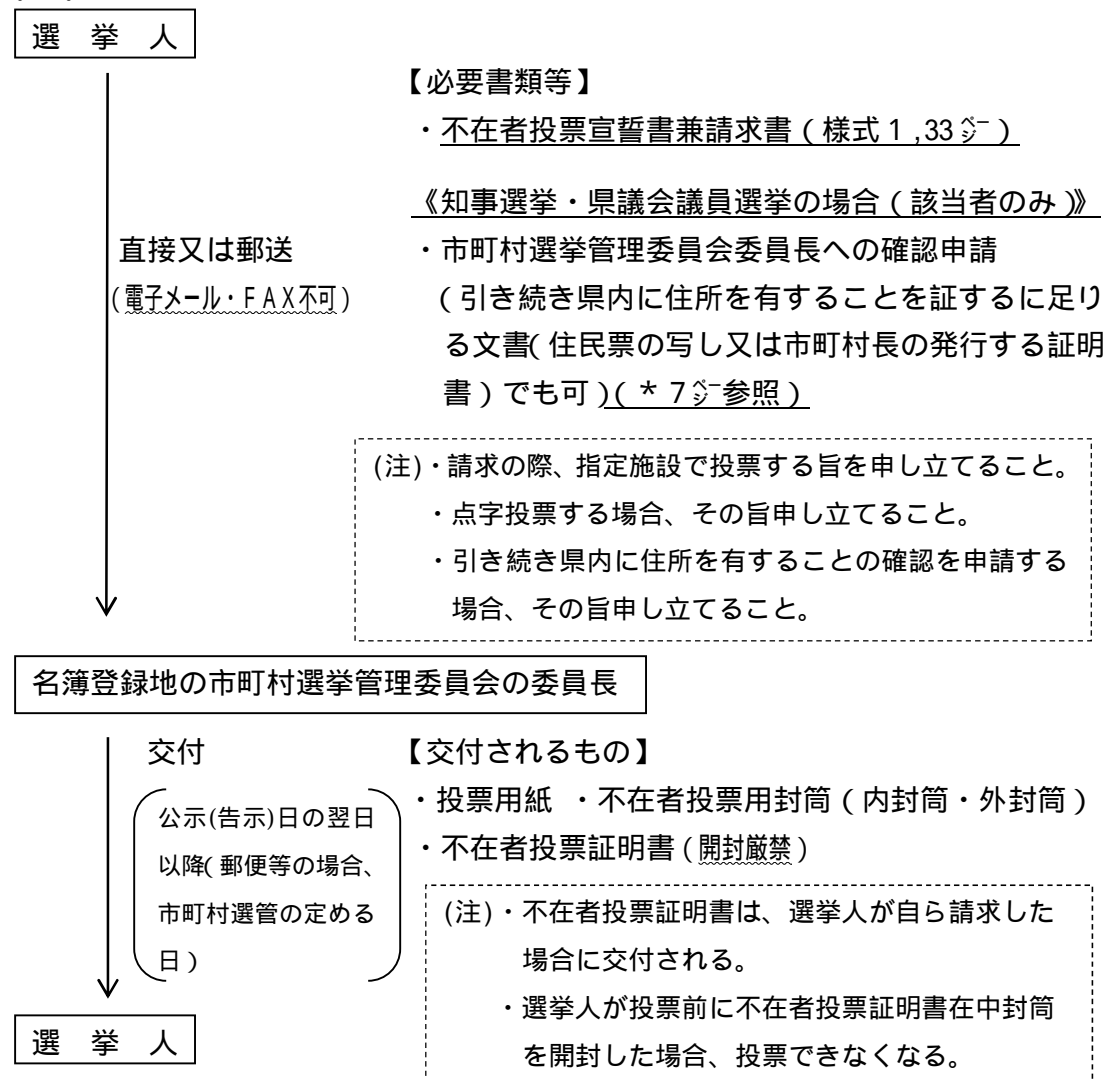 選　挙　人
【必要書類等】
・不在者投票宣誓書兼請求書（様式１,33㌻）
《知事選挙・県議会議員選挙の場合（該当者のみ）》
直接又は郵送
(電子メール・ＦＡＸ不可)
・市町村選挙管理委員会委員長への確認申請
（引き続き県内に住所を有することを証するに足り
る文書（住民票の写し又は市町村長の発行する証明
書）でも可）(＊７㌻参照）
(注)・請求の際、指定施設で投票する旨を申し立てること。
・点字投票する場合、その旨申し立てること。
・引き続き県内に住所を有することの確認を申請する
場合、その旨申し立てること。
名簿登録地の市町村選挙管理委員会の委員長
交付
公示(告示)日の翌日
以降（郵便等の場合、
市町村選管の定める
日）
【交付されるもの】
・投票用紙　・不在者投票用封筒（内封筒・外封筒）
・不在者投票証明書（開封厳禁）
(注)・不在者投票証明書は、選挙人が自ら請求した
場合に交付される。
・選挙人が投票前に不在者投票証明書在中封筒
を開封した場合、投票できなくなる。
選　挙　人